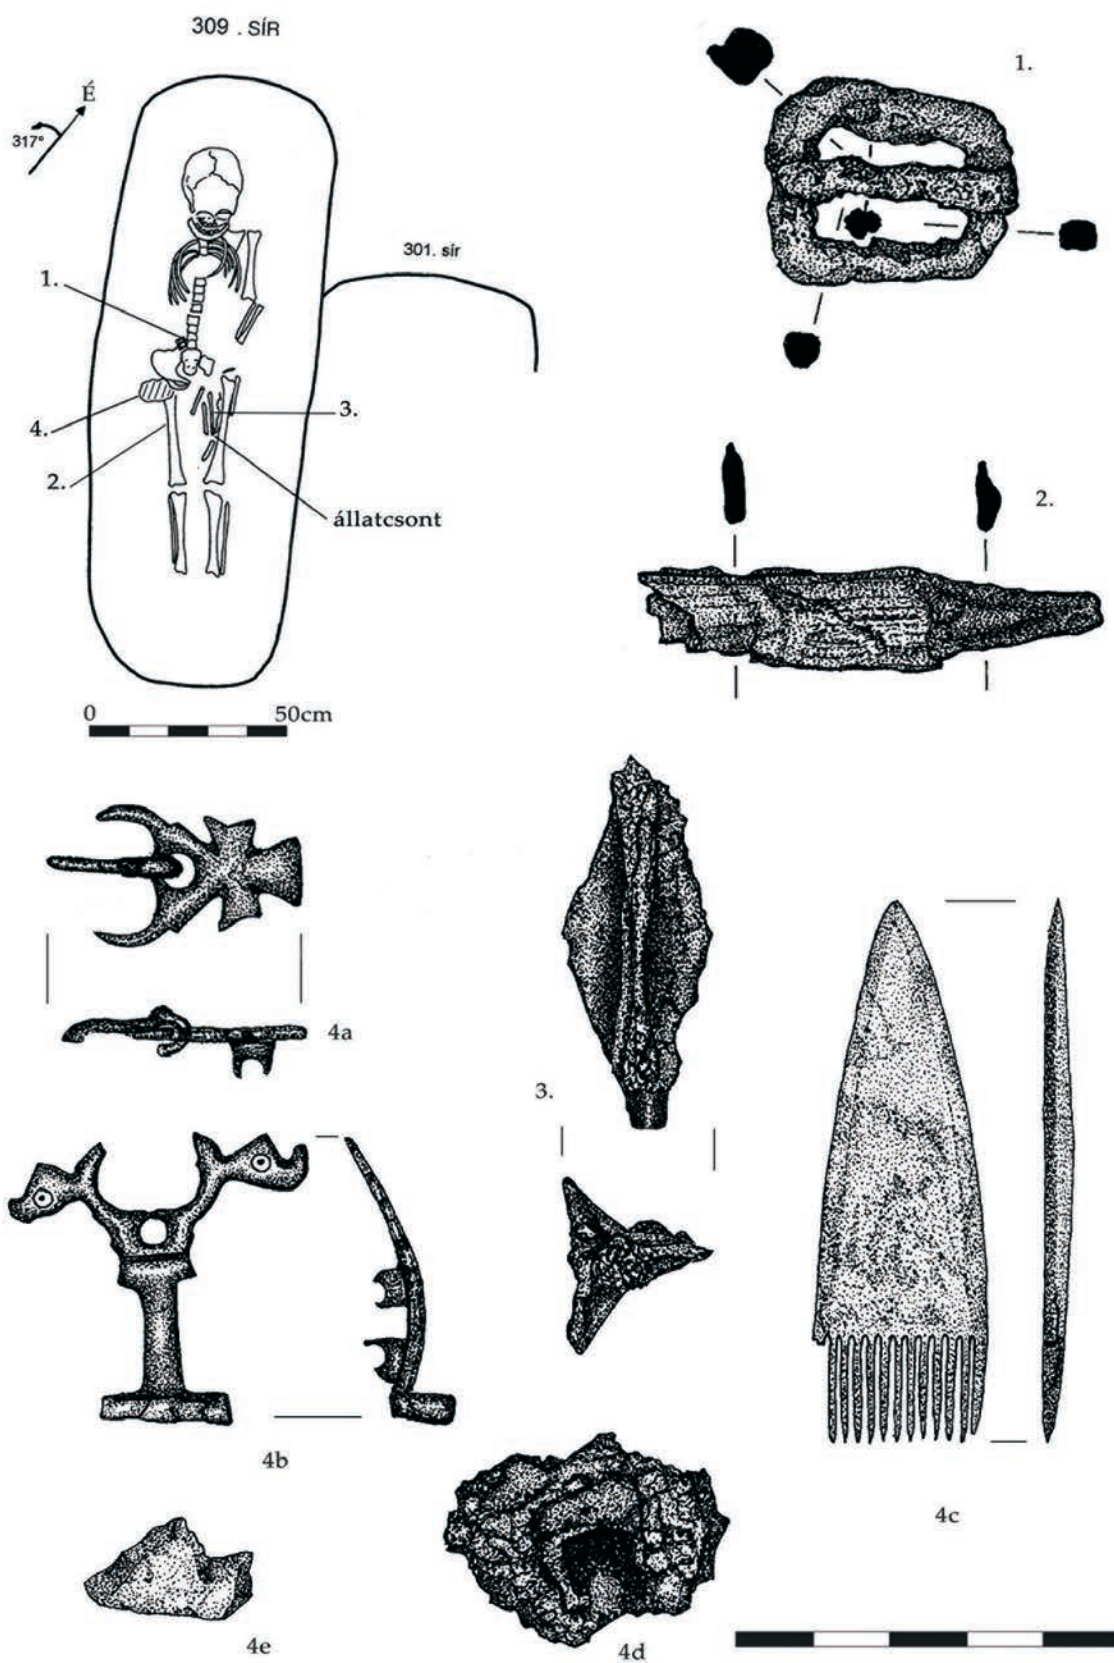 309 . SÍR
É
317°
301. sír
1.
4.
2.
3.
állatcsont
0 50cm
1.
2.
4a
3.
4b
4c
4e
4d